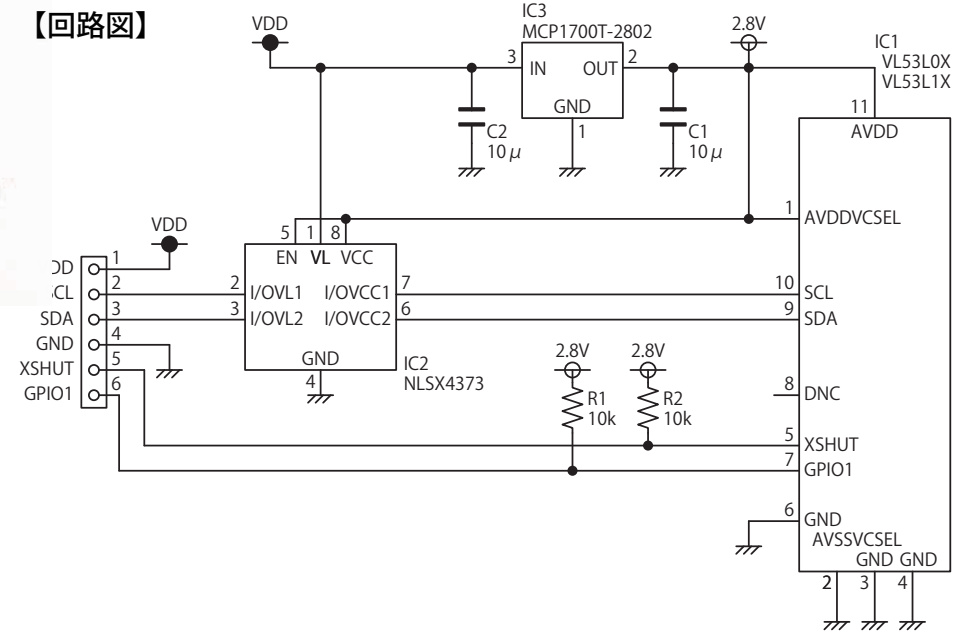 【回路図】
VDD
IC3
MCP1700T-2802
3
IN
OUT
2
GND
1
2.8V
IC1
VL53L0X
VL53L1X
C2
10μ
C1
10μ
11
AVDD
1
AVDDVCSEL
VDD
5
1
8
EN
VL
VCC
1
2
SCL
3
SDA
4
GND
5
XSHUT
6
GPIO1
2
I/OVL1
I/OVCC1
7
3
I/OVL2
I/OVCC2
6
GND
4
IC2
NLSX4373
10
SCL
9
SDA
2.8V
2.8V
R1
10k
R2
10k
8
DNC
5
XSHUT
7
GPIO1
6
GND
AVSSVCSEL
GND GND
2
3
4